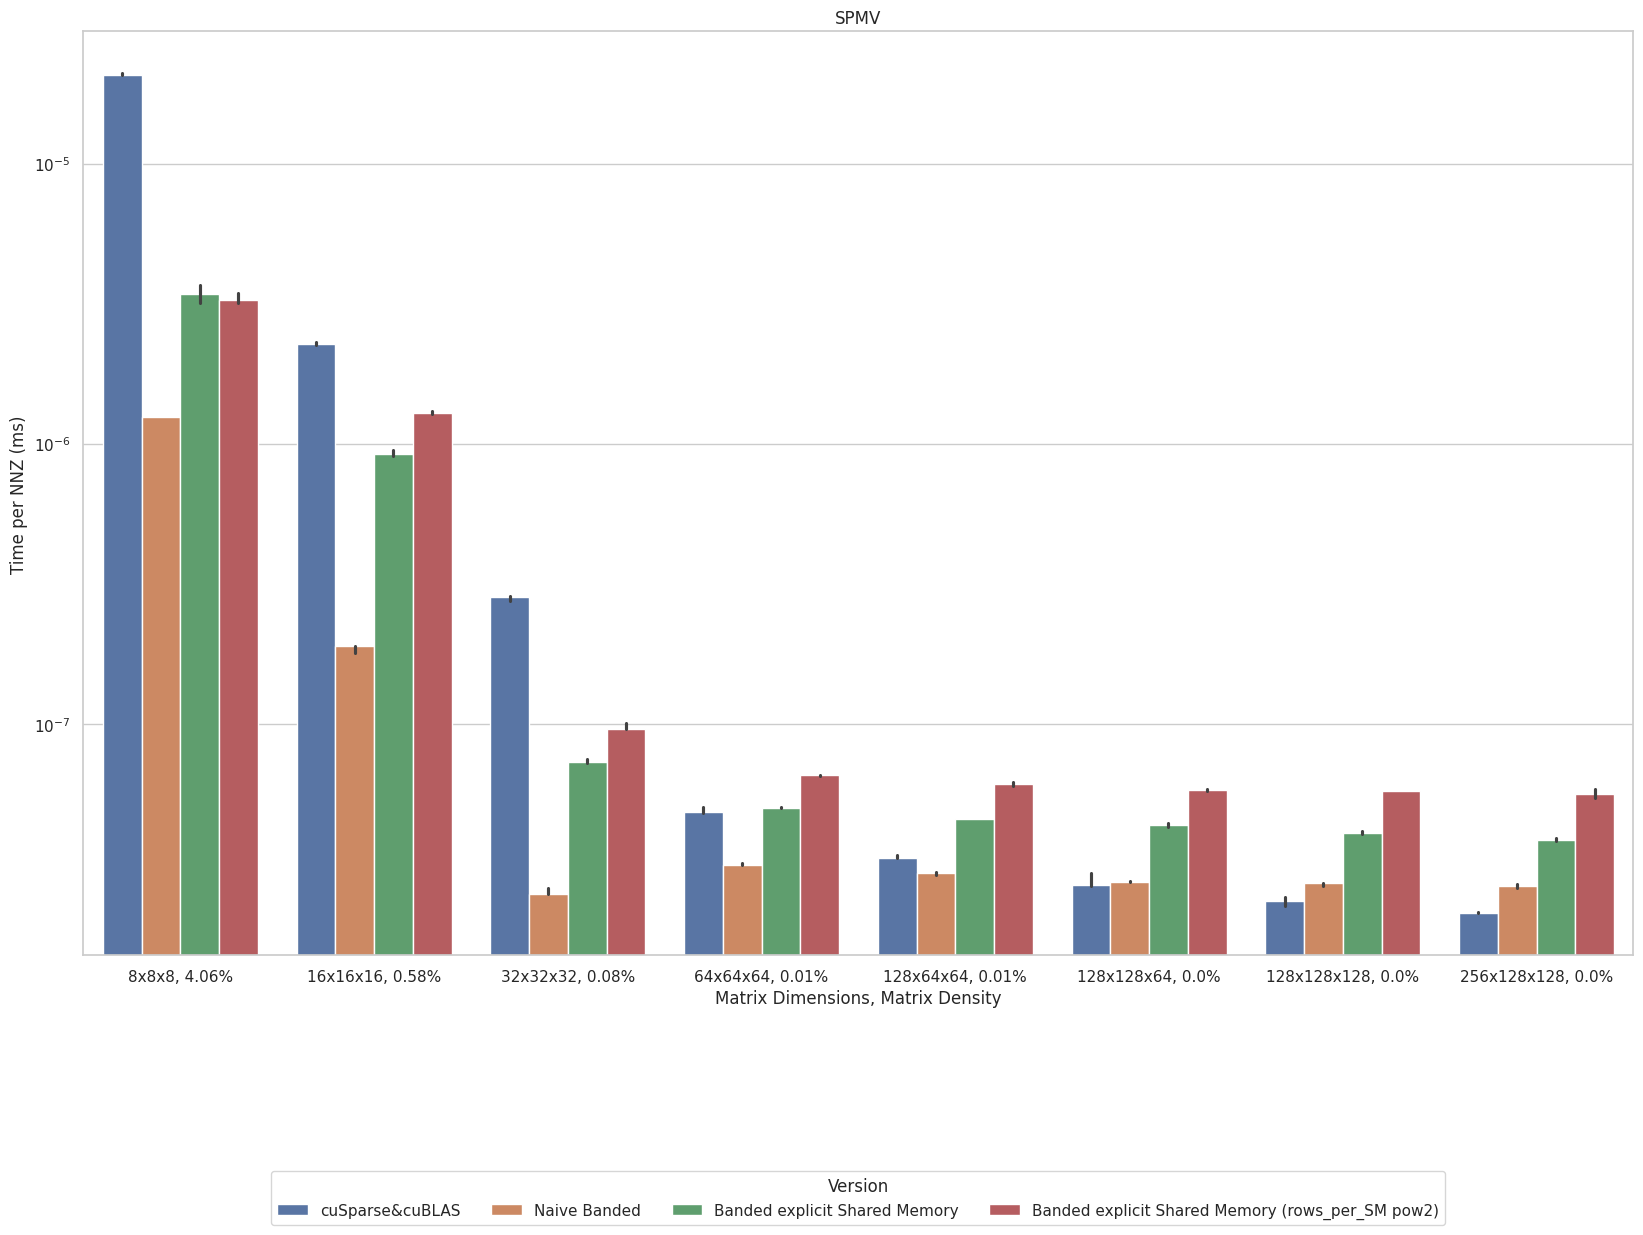 SPMV
Time per NNZ (ms)
10⁻⁵
10⁻⁶
10⁻⁷
8x8x8, 4.06% 16x16x16, 0.58% 32x32x32, 0.08% 64x64x64, 0.01% 128x64x64, 0.01% 128x128x64, 0.0% 128x128x128, 0.0% 256x128x128, 0.0%
Matrix Dimensions, Matrix Density
Version
cuSparse&cuBLAS Naive Banded Banded explicit Shared Memory Banded explicit Shared Memory (rows_per_SM pow2)